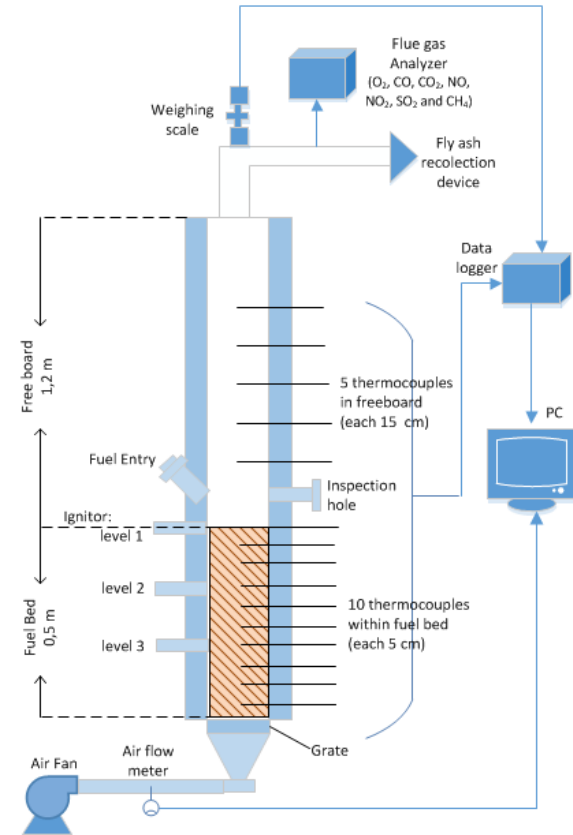 Flue gas
Analyzer
(O₂, CO, CO₂, NO,
NO₂, SO₂ and CH₄)
Weighing
scale
Fly ash
recolection
device
Data
logger
Free board
1,2 m
5 thermocouples
in freeboard
(each 15 cm)
PC
Fuel Entry
Inspection
hole
Ignitor:
level 1
level 2
level 3
Fuel Bed
0,5 m
10 thermocouples
within fuel bed
(each 5 cm)
Grate
Air flow
meter
Air Fan